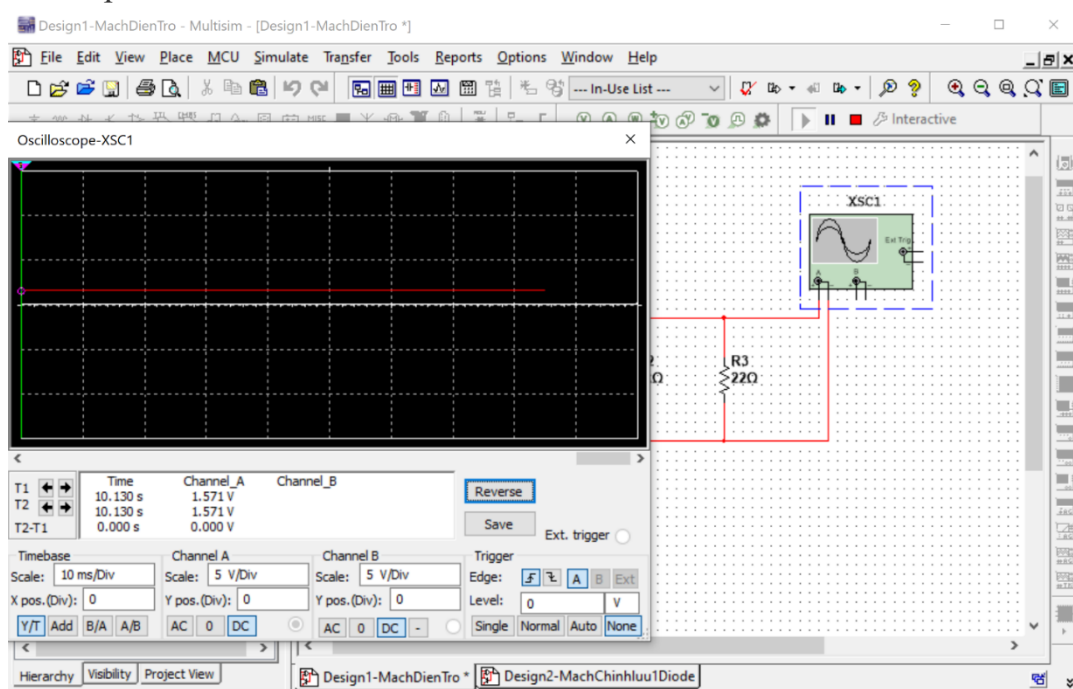 Design1-MachDienTro - Multisim - [Design1-MachDienTro *]
File Edit View Place MCU Simulate Transfer Tools Reports Options Window Help
--- In-Use List ---
Interactive
Oscilloscope-XSC1
XSC1
Ext Trig
A B
R3
22Ω
Ω
Time Channel_A Channel_B
T1 10.130 s 1.571 V
T2 10.130 s 1.571 V
T2-T1 0.000 s 0.000 V
Reverse
Save
Ext. trigger
Timebase Channel A Channel B Trigger
Scale: 10 ms/Div Scale: 5 V/Div Scale: 5 V/Div Edge: A B Ext
X pos.(Div): 0 Y pos.(Div): 0 Y pos.(Div): 0 Level: 0 V
Y/T Add B/A A/B AC 0 DC AC 0 DC - Single Normal Auto None
Hierarchy Visibility Project View Design1-MachDienTro * Design2-MachChinhluu1Diode